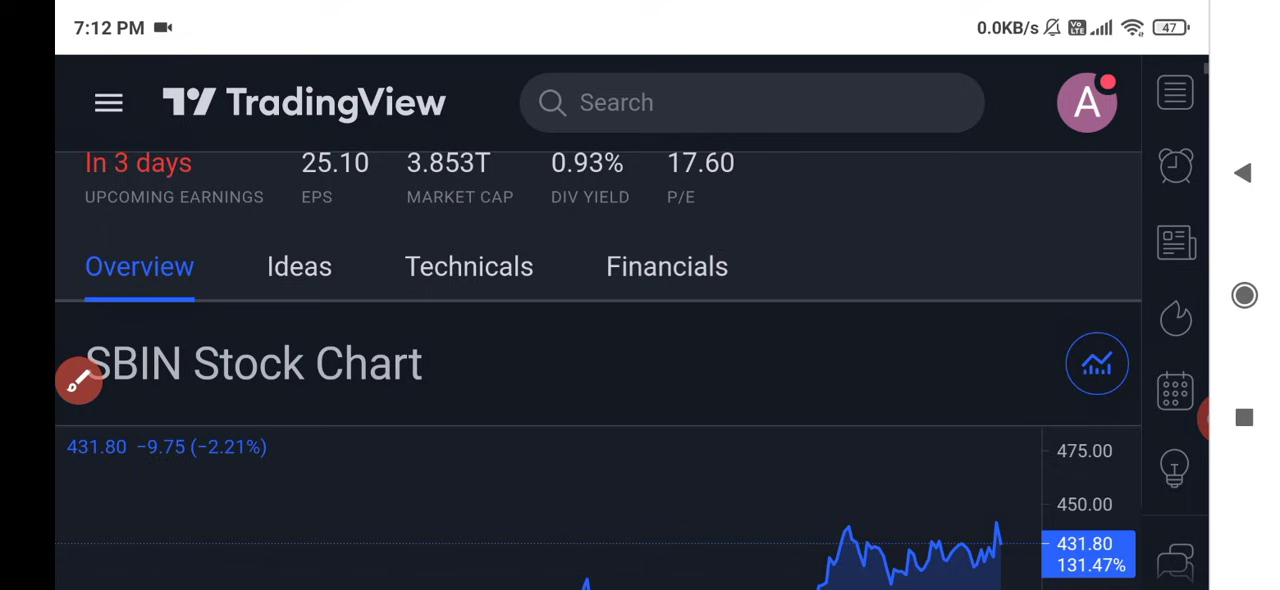 7:12 PM 0.0KB/s Vo LTE 47
TradingView Search A
In 3 days 25.10 3.853T 0.93% 17.60
UPCOMING EARNINGS EPS MARKET CAP DIV YIELD P/E
Overview Ideas Technicals Financials
SBIN Stock Chart
431.80 −9.75 (−2.21%)
475.00
450.00
431.80
131.47%